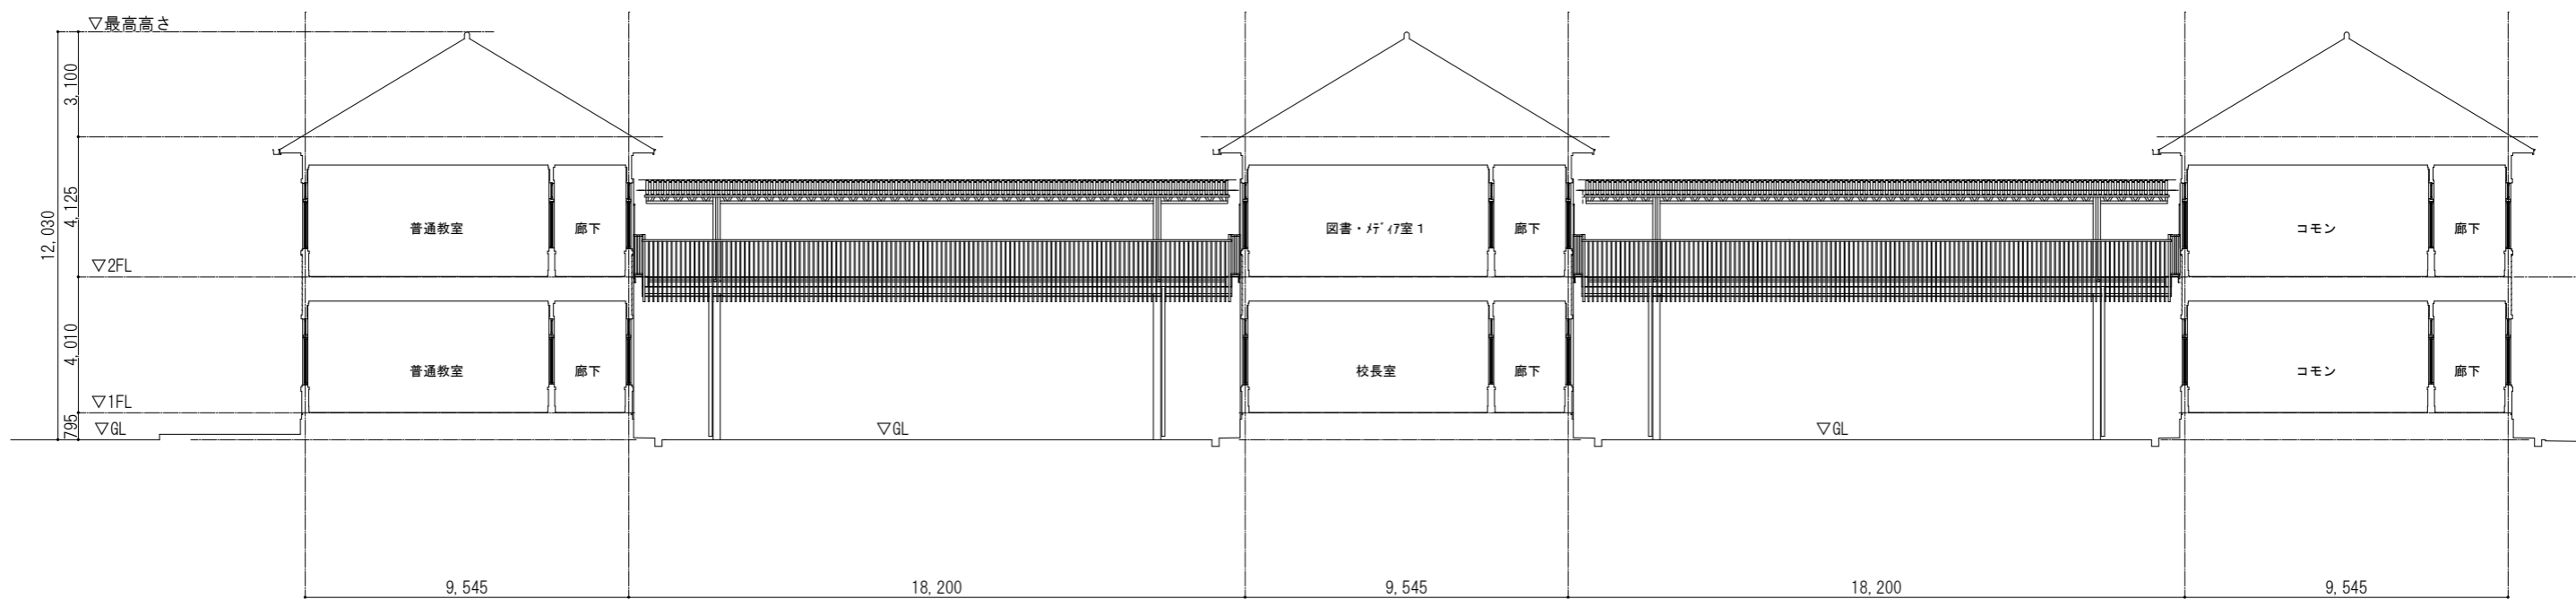 ▽最高高さ
3,100
4,125
12,030
普通教室
廊下
図書・ﾒﾃﾞｨｱ室1
廊下
コモン
廊下
▽2FL
4,010
普通教室
廊下
校長室
廊下
コモン
廊下
▽1FL
795
▽GL
▽GL
▽GL
9,545
18,200
9,545
18,200
9,545